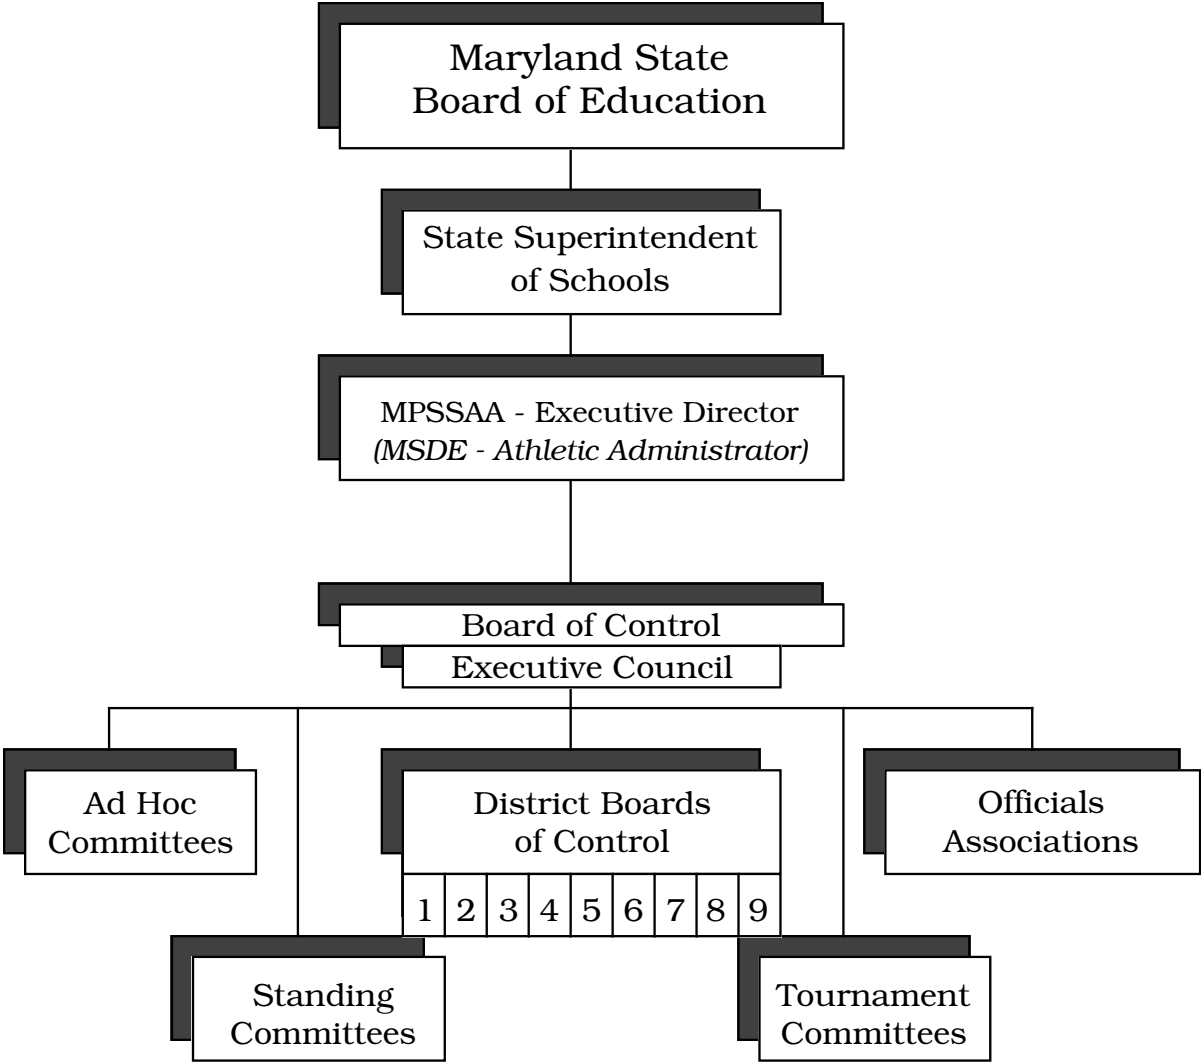 Maryland State
Board of Education
State Superintendent
of Schools
MPSSAA - Executive Director
(MSDE - Athletic Administrator)
Board of Control
Executive Council
Ad Hoc
Committees
District Boards
of Control
1 2 3 4 5 6 7 8 9
Officials
Associations
Standing
Committees
Tournament
Committees